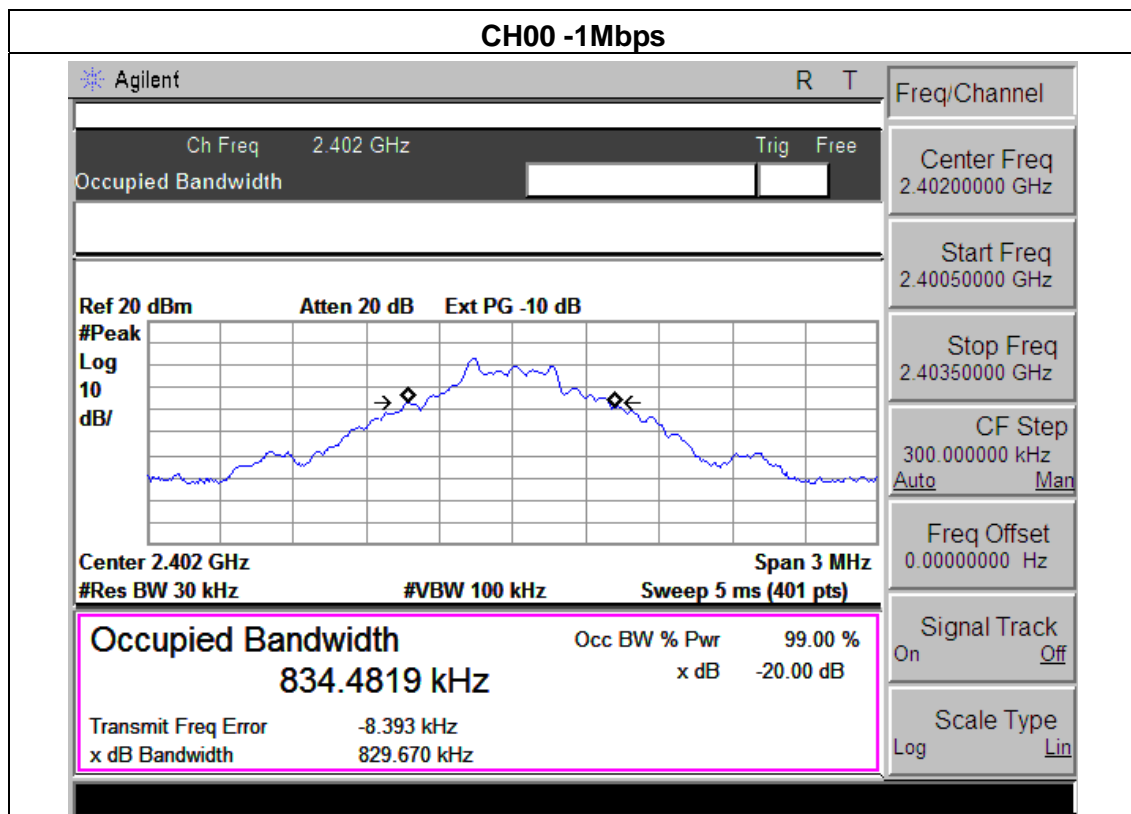 CH00 -1Mbps
Agilent R T
Ch Freq 2.402 GHz Trig Free
Occupied Bandwidth
Ref 20 dBm Atten 20 dB Ext PG -10 dB
#Peak
Log
10
dB/
Center 2.402 GHz Span 3 MHz
#Res BW 30 kHz #VBW 100 kHz Sweep 5 ms (401 pts)
Occupied Bandwidth Occ BW % Pwr 99.00 %
834.4819 kHz x dB -20.00 dB
Transmit Freq Error -8.393 kHz
x dB Bandwidth 829.670 kHz
Freq/Channel
Center Freq
2.40200000 GHz
Start Freq
2.40050000 GHz
Stop Freq
2.40350000 GHz
CF Step
300.000000 kHz
Auto Man
Freq Offset
0.00000000 Hz
Signal Track
On Off
Scale Type
Log Lin